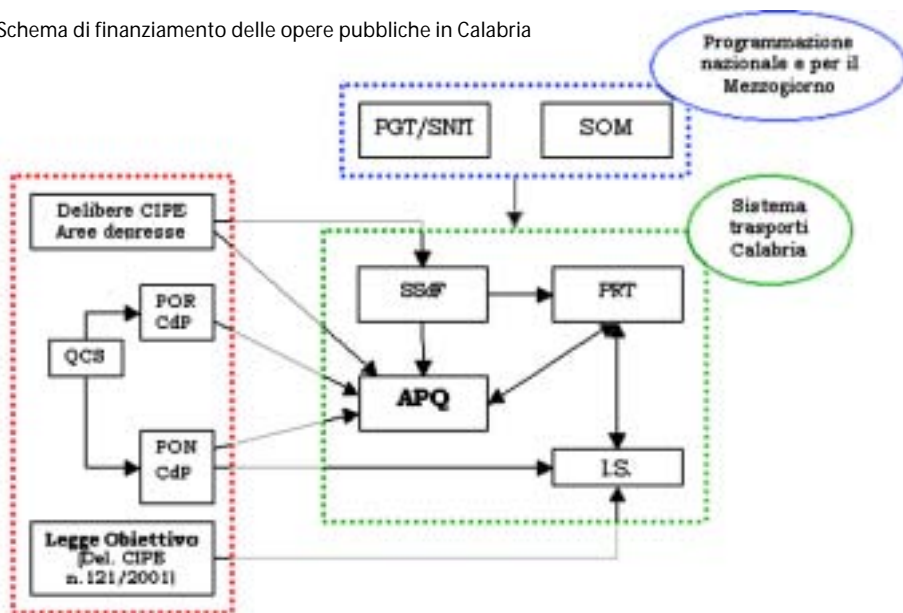 Schema di finanziamento delle opere pubbliche in Calabria
Programmazione
nazionale e per il
Mezzogiorno
PGT/SNIT
SOM
Delibere CIPE
Aree depresse
Sistema
trasporti
Calabria
SSdF
PRT
POR
CdP
QCS
APQ
PON
CdP
I.S.
Legge Obiettivo
(Del. CIPE
n.121/2001)